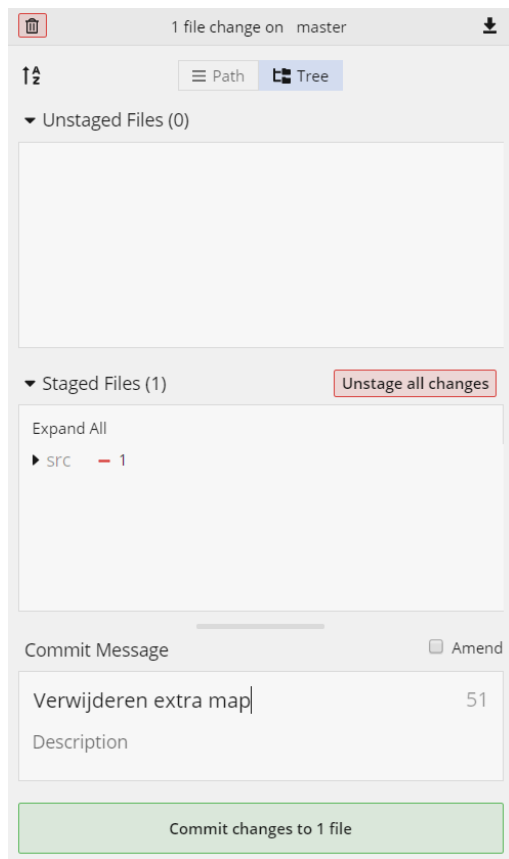 1 file change on master
Path Tree
Unstaged Files (0)
Staged Files (1) Unstage all changes
Expand All
src 1
Commit Message Amend
Verwijderen extra map 51
Description
Commit changes to 1 file